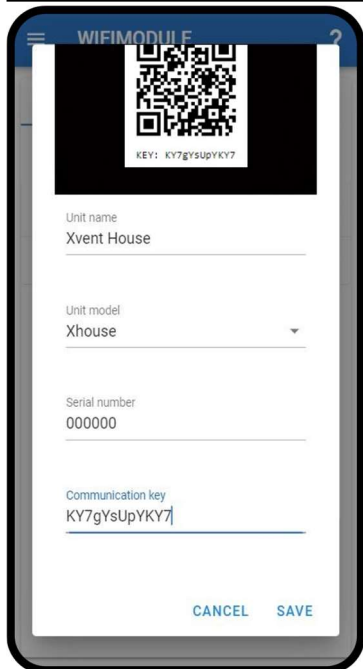 WIFIMODULE ?
KEY: KY7gYsUpYKY7
Unit name
Xvent House
Unit model
Xhouse
Serial number
000000
Communication key
KY7gYsUpYKY7
CANCEL SAVE